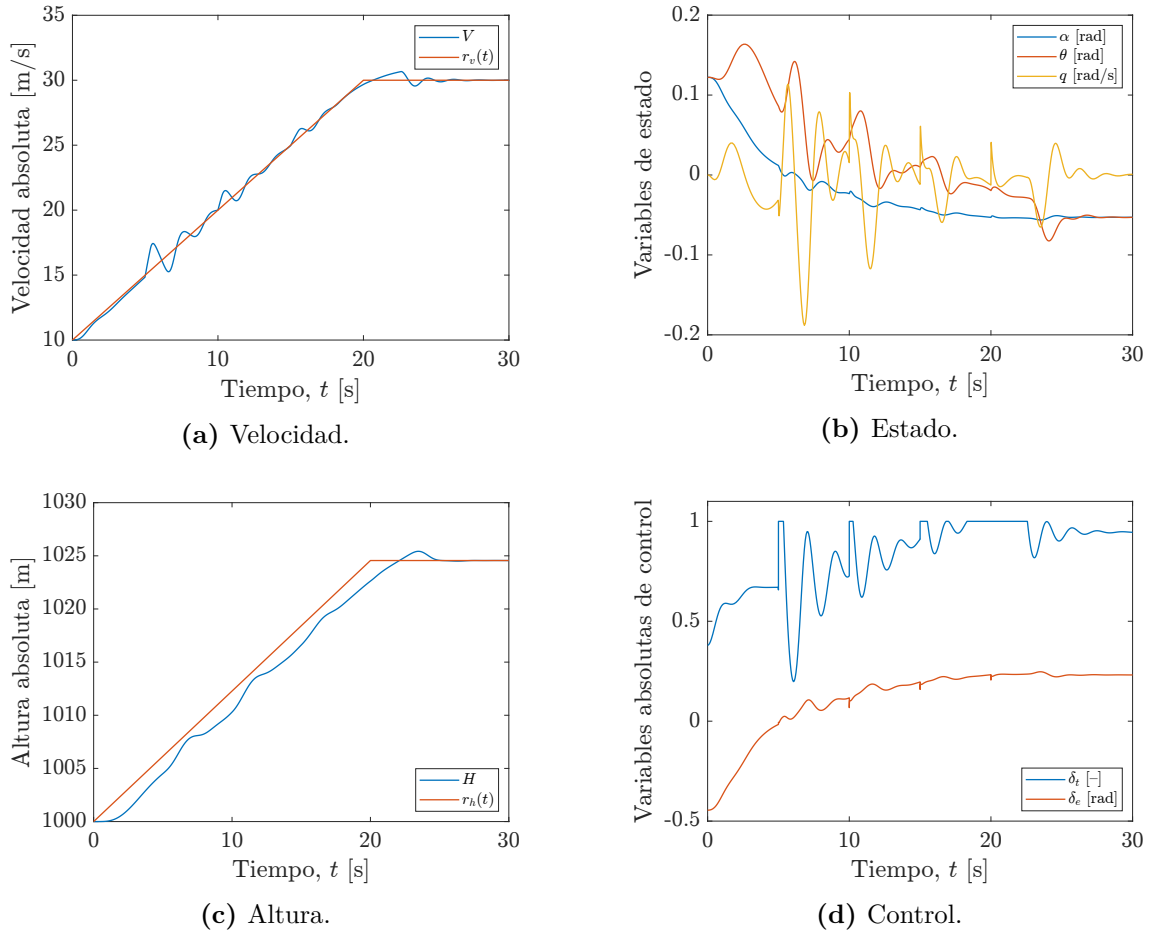 35
30
25
20
15
10
0
10
20
30
Velocidad absoluta [m/s]
Tiempo, t [s]
V
r_v(t)
(a) Velocidad.
0.2
0.1
0
-0.1
-0.2
0
10
20
30
Variables de estado
Tiempo, t [s]
α [rad]
θ [rad]
q [rad/s]
(b) Estado.
1030
1025
1020
1015
1010
1005
1000
0
10
20
30
Altura absoluta [m]
Tiempo, t [s]
H
r_h(t)
(c) Altura.
1
0.5
0
-0.5
0
10
20
30
Variables absolutas de control
Tiempo, t [s]
δ_t [–]
δ_e [rad]
(d) Control.